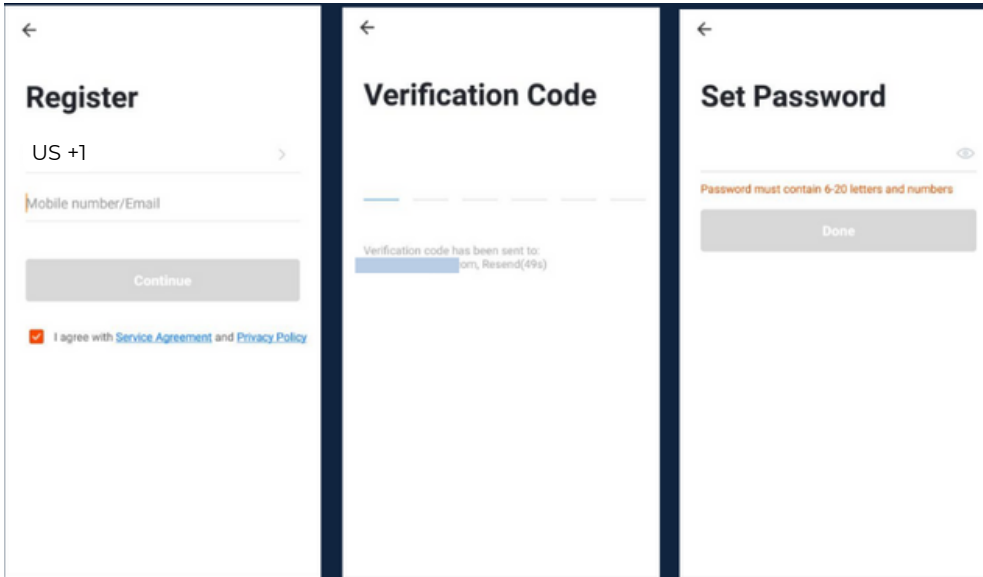 Register
US +1
Mobile number/Email
Continue
I agree with Service Agreement and Privacy Policy
Verification Code
Verification code has been sent to:
om, Resend(49s)
Set Password
Password must contain 6-20 letters and numbers
Done